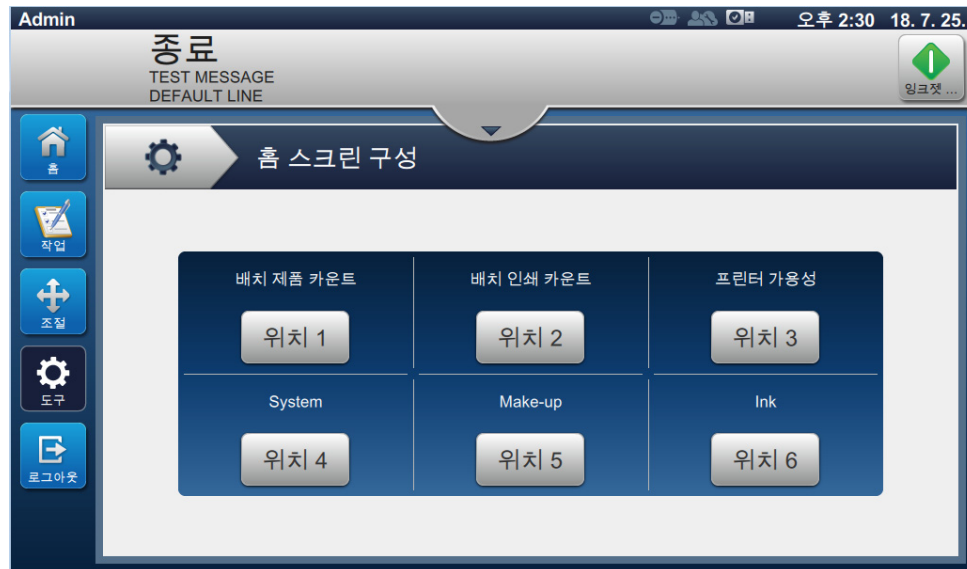 Admin
오후 2:30 18. 7. 25.
종료
TEST MESSAGE
DEFAULT LINE
잉크젯 ...
홈
작업
조절
도구
로그아웃
홈 스크린 구성
배치 제품 카운트 배치 인쇄 카운트 프린터 가용성
위치 1 위치 2 위치 3
System Make-up Ink
위치 4 위치 5 위치 6